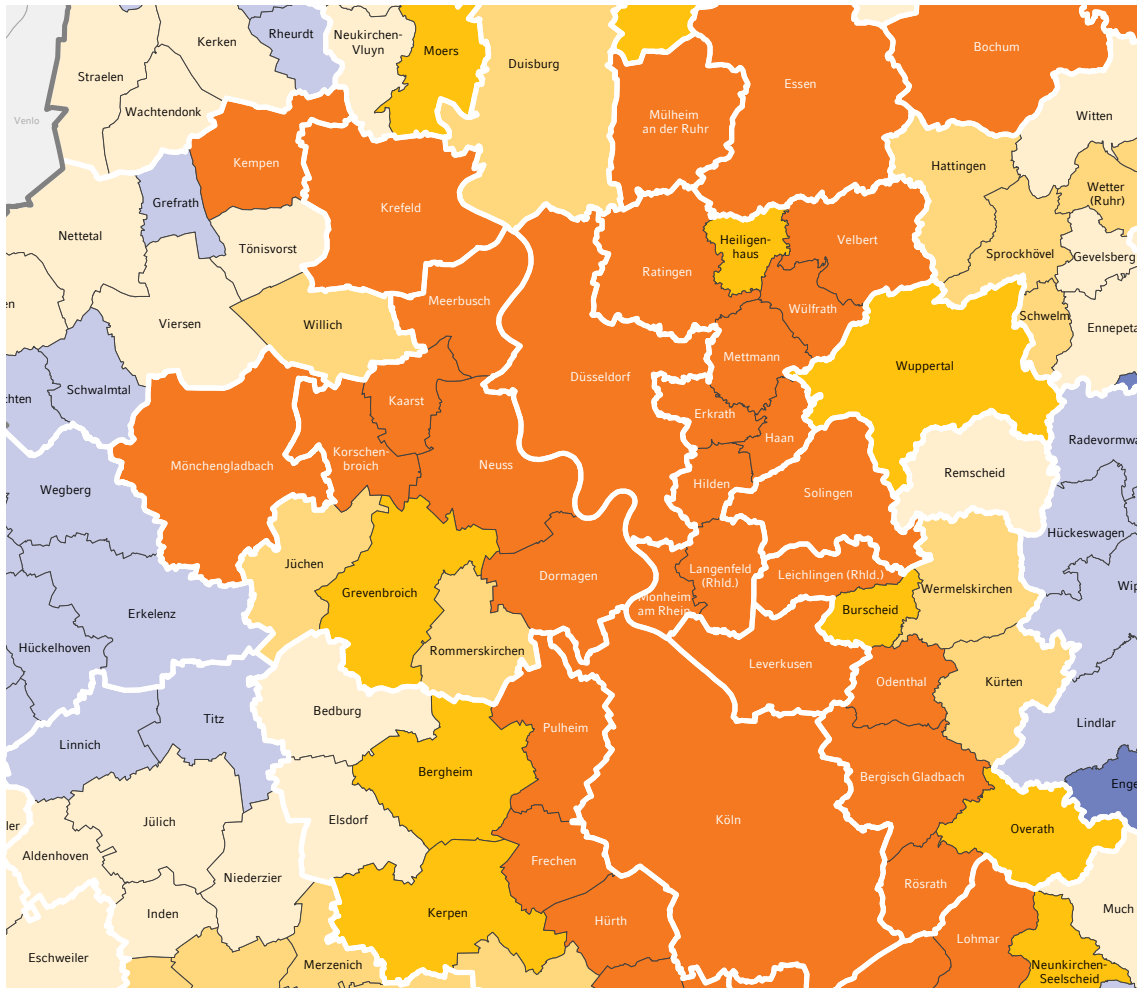 Kerken
Rheurdt
Neukirchen-
Vluyn
Moers
Duisburg
Bochum
Straelen
Essen
Wachtendonk
Venlo
Mülheim
an der Ruhr
Witten
Kempen
Hattingen
Wetter
(Ruhr)
Grefrath
Krefeld
Nettetal
Tönisvorst
Heiligen-
haus
Velbert
Sprockhövel
Gevelsberg
Ratingen
en
Meerbusch
Wülfrath
Viersen
Willich
Schwelm
Ennepeta
Mettmann
Wuppertal
Düsseldorf
Schwalmtal
chten
Kaarst
Erkrath
Haan
Radevormwa
Korschen-
broich
Mönchengladbach
Neuss
Remscheid
Wegberg
Hilden
Solingen
Hückeswagen
Jüchen
Dormagen
Langenfeld
(Rhld.)
Leichlingen (Rhld.)
Wermelskirchen
Wip
Grevenbroich
Monheim
am Rhein
Burscheid
Erkelenz
Hückelhoven
Rommerskirchen
Leverkusen
Odenthal
Kürten
Bedburg
Titz
Pulheim
Lindlar
Linnich
Bergheim
Bergisch Gladbach
Enge
Elsdorf
Köln
Jülich
ler
Overath
Aldenhoven
Frechen
Niederzier
Rösrath
Inden
Kerpen
Hürth
Much
Lohmar
Eschweiler
Merzenich
Neunkirchen-
Seelscheid